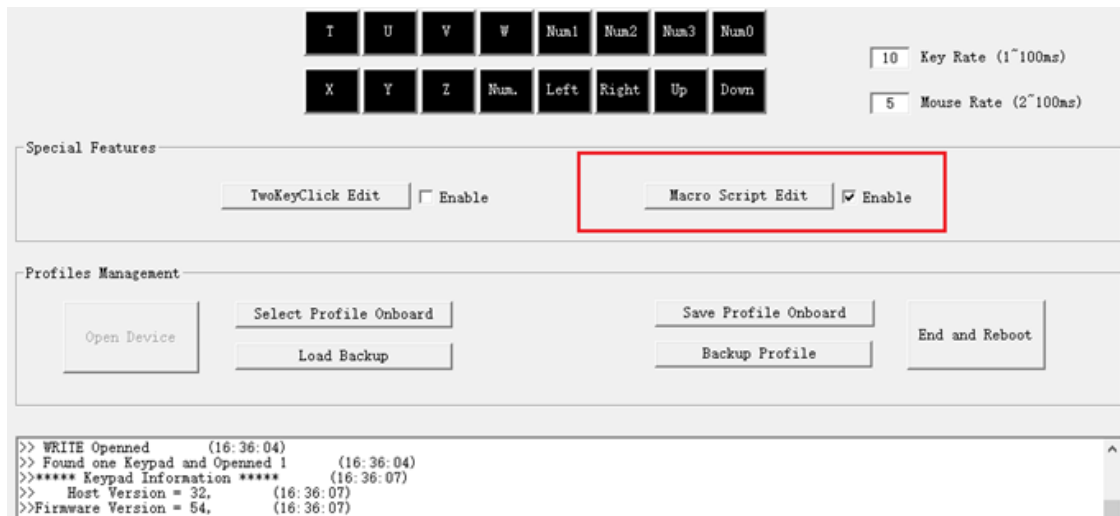 T U V W Num1 Num2 Num3 Num0
10 Key Rate (1~100ms)
X Y Z Num. Left Right Up Down
5 Mouse Rate (2~100ms)
Special Features
TwoKeyClick Edit Enable Macro Script Edit Enable
Profiles Management
Open Device
Select Profile Onboard
Load Backup
Save Profile Onboard
Backup Profile
End and Reboot
>> WRITE Openned (16:36:04)
>> Found one Keypad and Openned 1 (16:36:04)
>>***** Keypad Information ***** (16:36:07)
>> Host Version = 32, (16:36:07)
>>Firmware Version = 54, (16:36:07)